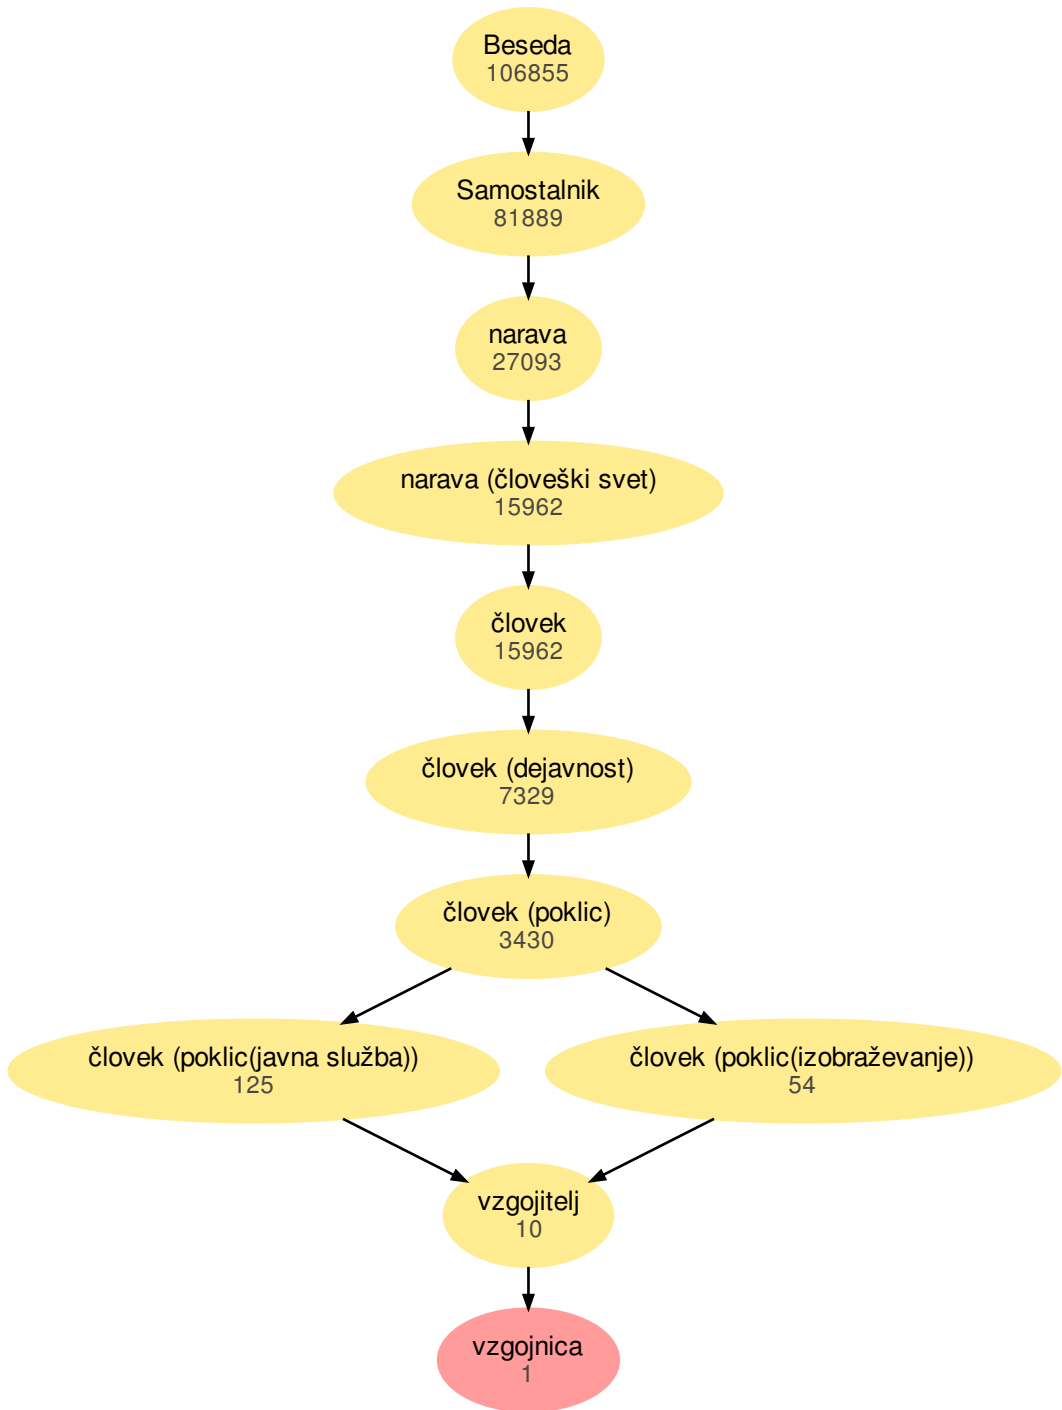 Beseda
106855
Samostalnik
81889
narava
27093
narava (človeški svet)
15962
človek
15962
človek (dejavnost)
7329
človek (poklic)
3430
človek (poklic(javna služba))
125
človek (poklic(izobraževanje))
54
vzgojitelj
10
vzgojnica
1